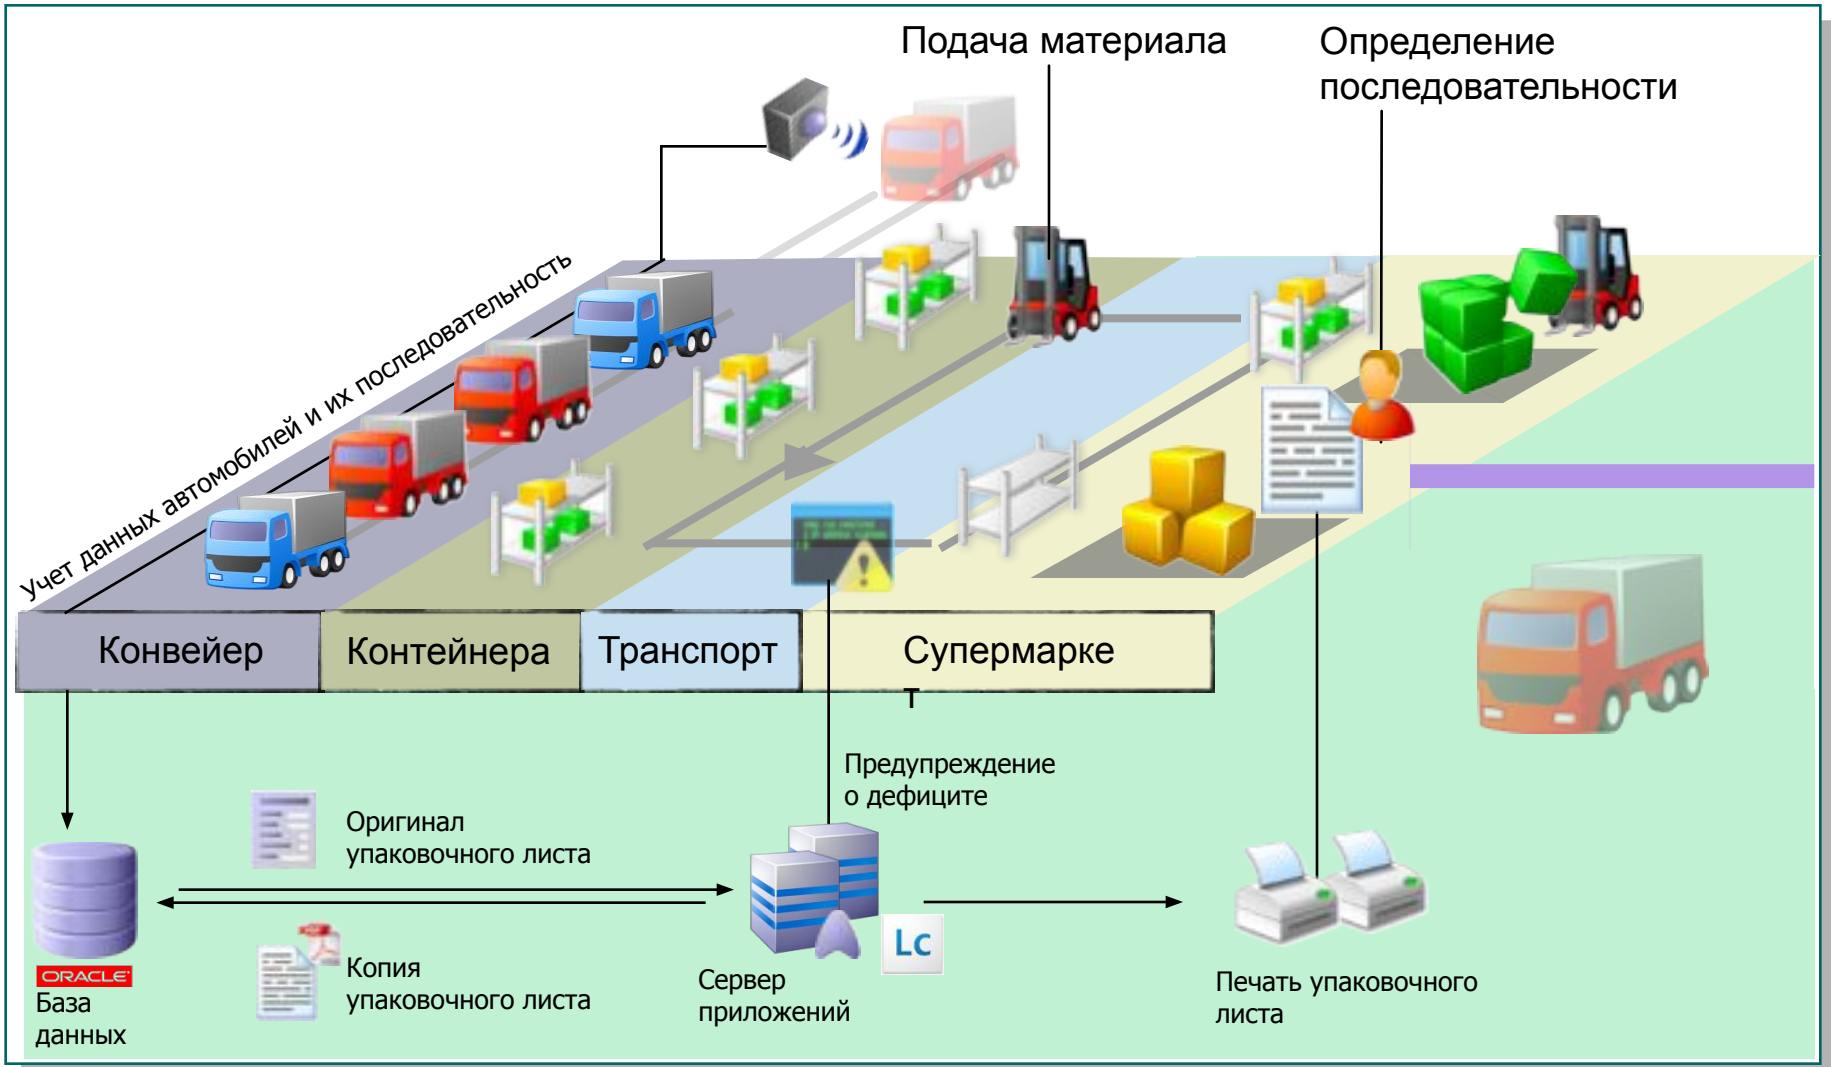 Подача материала
Определение
последовательности
Учет данных автомобилей и их последовательность
Конвейер
Контейнера
Транспорт
Супермарке
т
Предупреждение
о дефиците
Оригинал
упаковочного листа
Копия
упаковочного листа
ORACLE
База
данных
Сервер
приложений
Lc
Печать упаковочного
листа